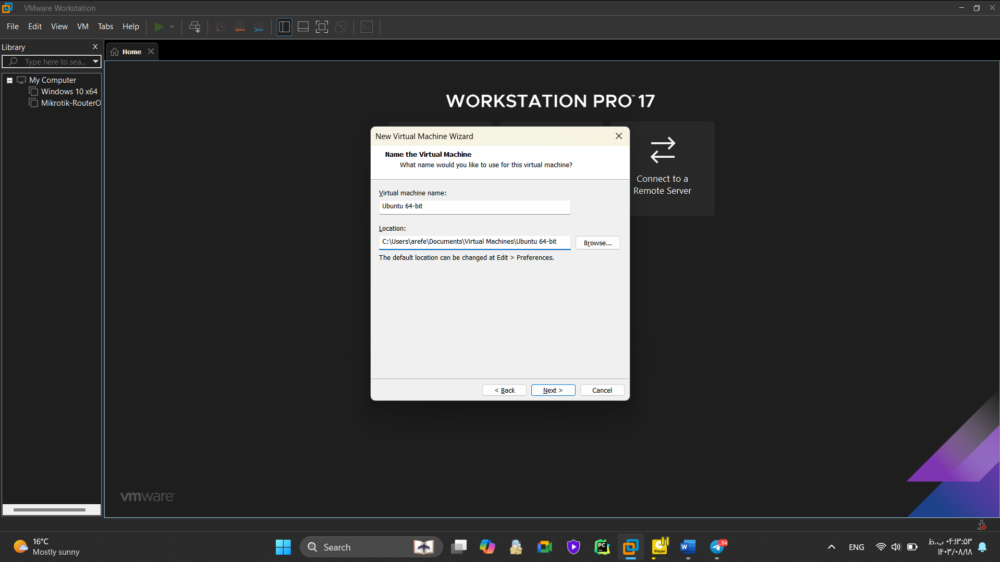 VMware Workstation
File Edit View VM Tabs Help
Library
Type here to sea...
Home
My Computer
Windows 10 x64
Mikrotik-RouterO
WORKSTATION PRO™ 17
Connect to a
Remote Server
New Virtual Machine Wizard
Name the Virtual Machine
What name would you like to use for this virtual machine?
Virtual machine name:
Ubuntu 64-bit
Location:
C:\Users\arefe\Documents\Virtual Machines\Ubuntu 64-bit
Browse...
The default location can be changed at Edit > Preferences.
< Back
Next >
Cancel
vmware
16°C
Mostly sunny
Search
PC
Player
W
84
ENG
۰۴:۱۳:۵۳ ب.ظ
۱۴۰۳/۰۸/۱۸